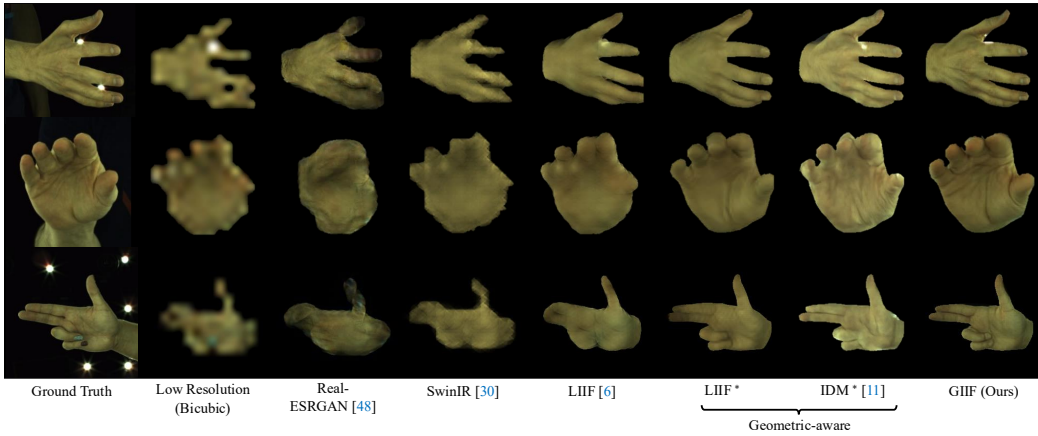 Ground Truth
Low Resolution
(Bicubic)
Real-
ESRGAN [48]
SwinIR [30]
LIIF [6]
LIIF *
IDM * [11]
GIIF (Ours)
Geometric-aware